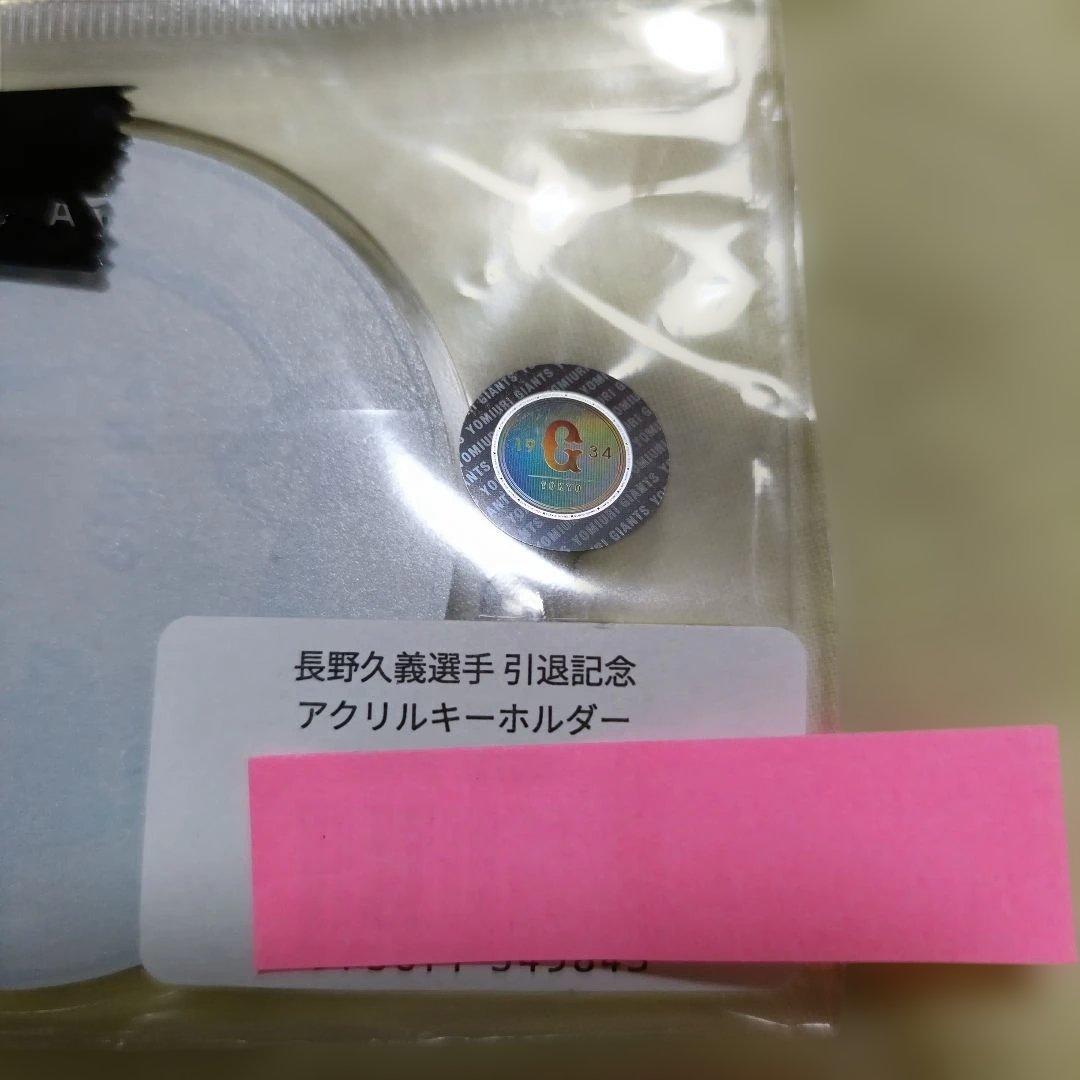 A
YOMIURI GIANTS
19 G 34
TOKYO
長野久義選手 引退記念
アクリルキーホルダー